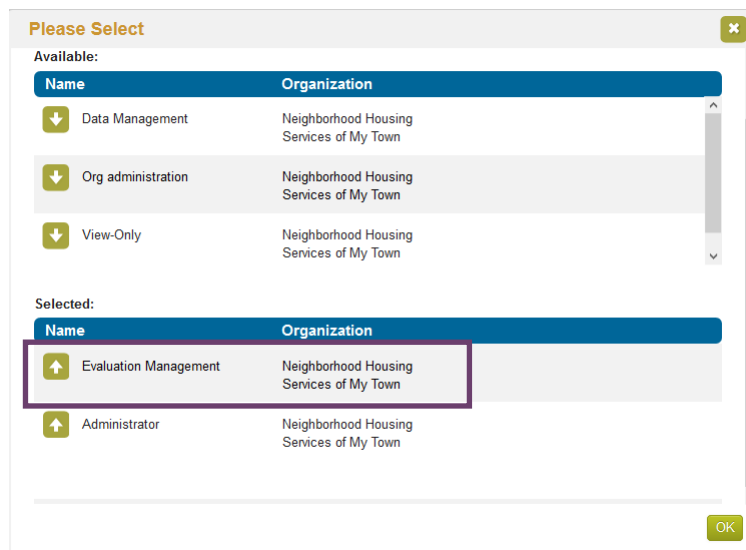 Please Select
Available:
Name Organization
Data Management Neighborhood Housing
Services of My Town
Org administration Neighborhood Housing
Services of My Town
View-Only Neighborhood Housing
Services of My Town
Selected:
Name Organization
Evaluation Management Neighborhood Housing
Services of My Town
Administrator Neighborhood Housing
Services of My Town
OK